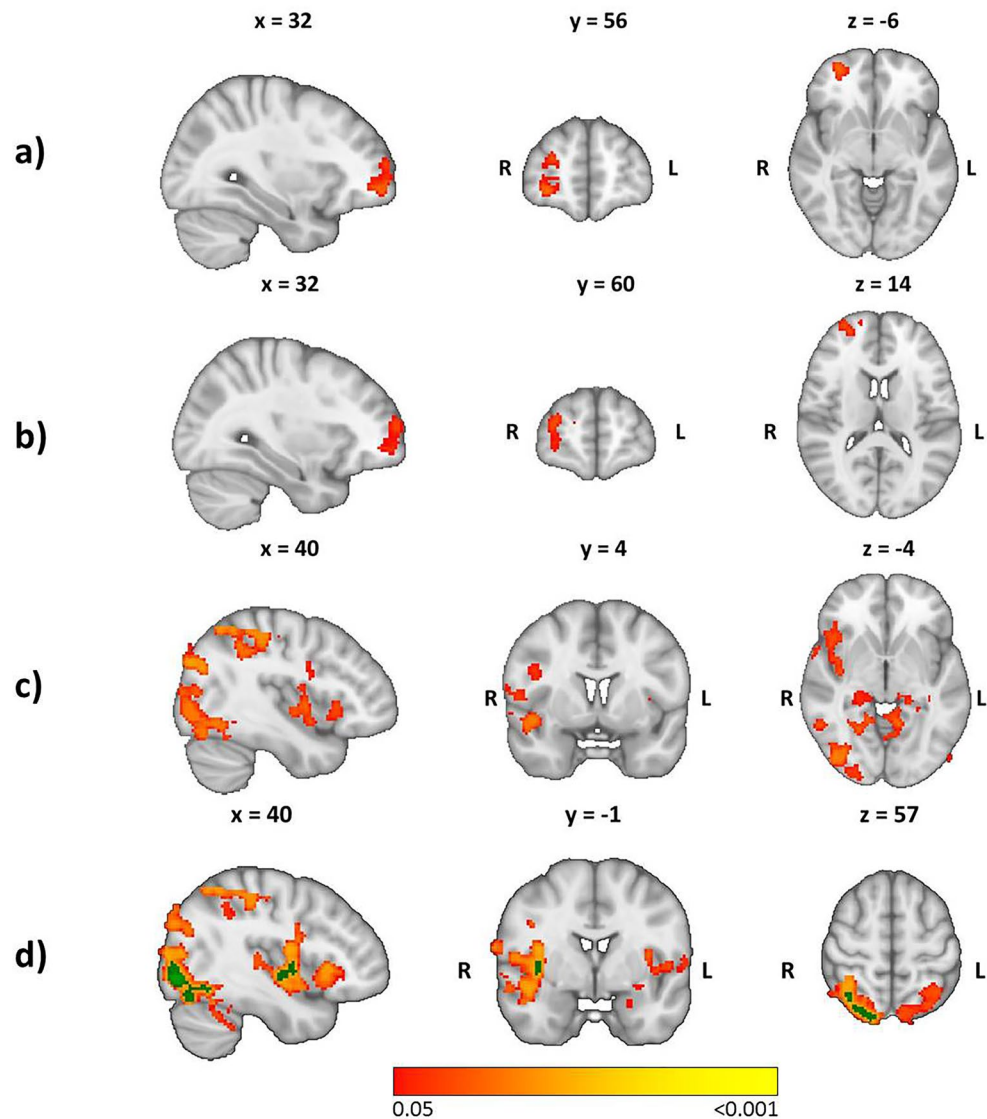 x = 32 y = 56 z = -6
a) R L R L
x = 32 y = 60 z = 14
b) R L R L
x = 40 y = 4 z = -4
c) R L R L
x = 40 y = -1 z = 57
d) R L R L
0.05 <0.001